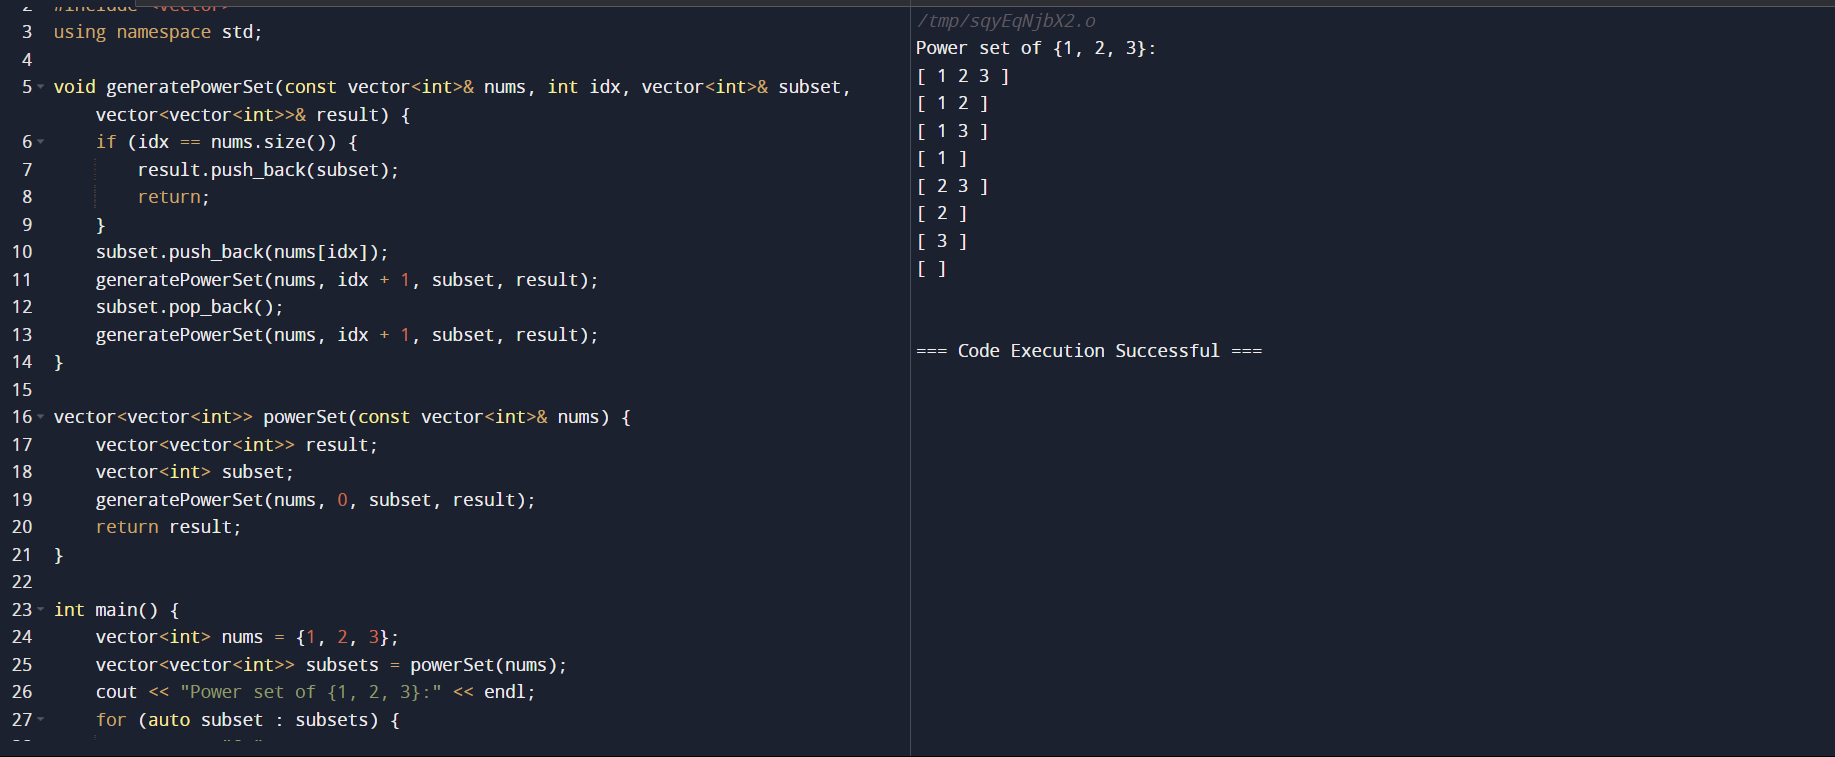 2 #include <vector>
3 using namespace std;
4
5 void generatePowerSet(const vector<int>& nums, int idx, vector<int>& subset,
vector<vector<int>>& result) {
6 if (idx == nums.size()) {
7 result.push_back(subset);
8 return;
9 }
10 subset.push_back(nums[idx]);
11 generatePowerSet(nums, idx + 1, subset, result);
12 subset.pop_back();
13 generatePowerSet(nums, idx + 1, subset, result);
14 }
15
16 vector<vector<int>> powerSet(const vector<int>& nums) {
17 vector<vector<int>> result;
18 vector<int> subset;
19 generatePowerSet(nums, 0, subset, result);
20 return result;
21 }
22
23 int main() {
24 vector<int> nums = {1, 2, 3};
25 vector<vector<int>> subsets = powerSet(nums);
26 cout << "Power set of {1, 2, 3}:" << endl;
27 for (auto subset : subsets) {
/tmp/sqyEqNjbX2.o
Power set of {1, 2, 3}:
[ 1 2 3 ]
[ 1 2 ]
[ 1 3 ]
[ 1 ]
[ 2 3 ]
[ 2 ]
[ 3 ]
[ ]
=== Code Execution Successful ===